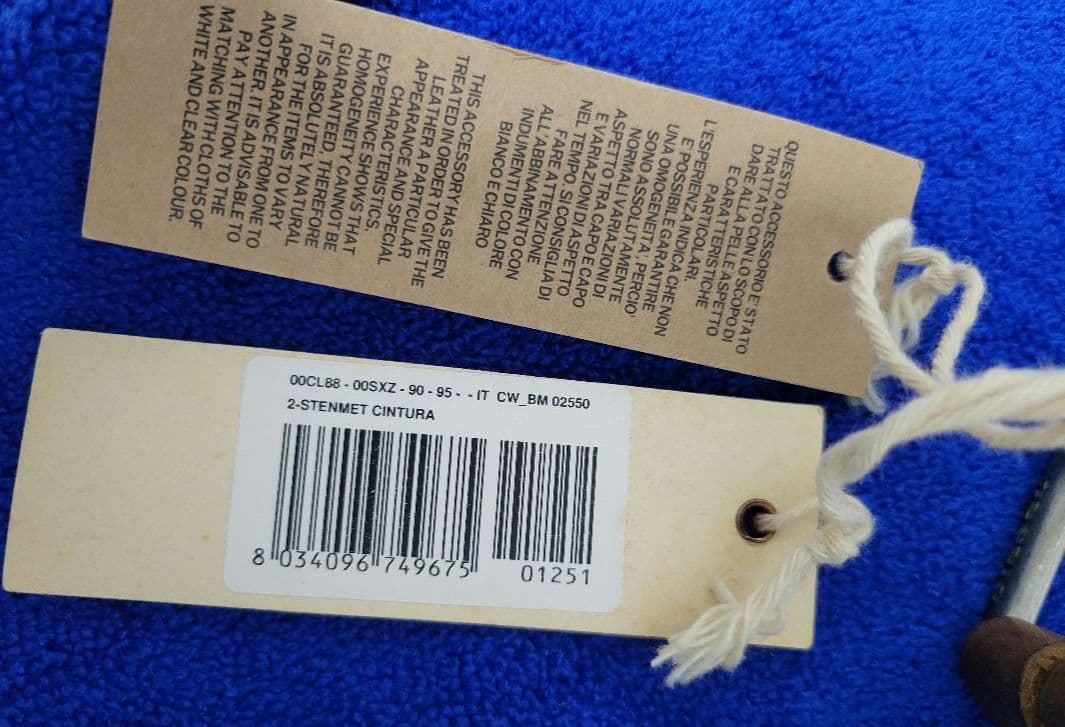 QUESTO ACCESSORIO E' STATO
TRATTATO CON LO SCOPO DI
DARE ALLA PELLE ASPETTO
E CARATTERISTICHE
PARTICOLARI.
L'ESPERIENZA INDICA CHE NON
E' POSSIBILE GARANTIRE
UNA OMOGENEITA', PERCIO'
SONO ASSOLUTAMENTE
NORMALI VARIAZIONI DI
ASPETTO TRA CAPO E CAPO
E VARIAZIONI DI ASPETTO
NEL TEMPO. SI CONSIGLIA DI
FARE ATTENZIONE
ALL'ABBINAMENTO CON
INDUMENTI DI COLORE
BIANCO E CHIARO
THIS ACCESSORY HAS BEEN
TREATED IN ORDER TO GIVE THE
LEATHER A PARTICULAR
APPEARANCE AND SPECIAL
CHARACTERISTICS.
EXPERIENCE SHOWS THAT
HOMOGENEITY CANNOT BE
GUARANTEED, THEREFORE
IT IS ABSOLUTELY NATURAL
FOR THE ITEMS TO VARY
IN APPEARANCE FROM ONE TO
ANOTHER. IT IS ADVISABLE TO
PAY ATTENTION TO THE
MATCHING WITH CLOTHS OF
WHITE AND CLEAR COLOUR.
00CL88 - 00SXZ - 90 - 95 - - IT CW_BM 02550
2-STENMET CINTURA
8 034096 749675 01251